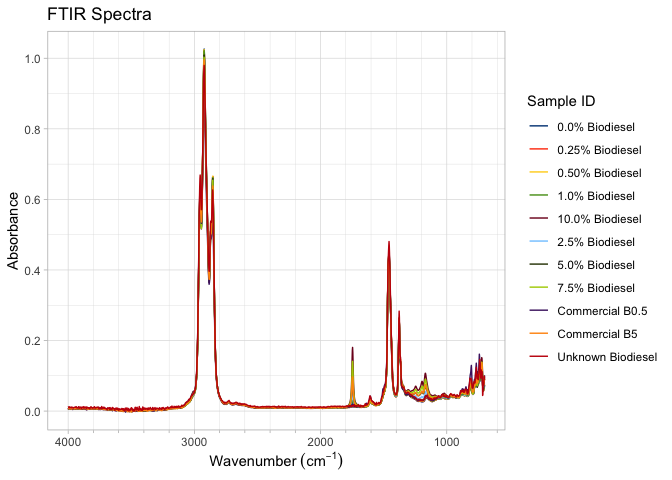 FTIR Spectra
1.0
0.8
0.6
0.4
0.2
0.0
Absorbance
4000
3000
2000
1000
Wavenumber (cm⁻¹)
Sample ID
0.0% Biodiesel
0.25% Biodiesel
0.50% Biodiesel
1.0% Biodiesel
10.0% Biodiesel
2.5% Biodiesel
5.0% Biodiesel
7.5% Biodiesel
Commercial B0.5
Commercial B5
Unknown Biodiesel